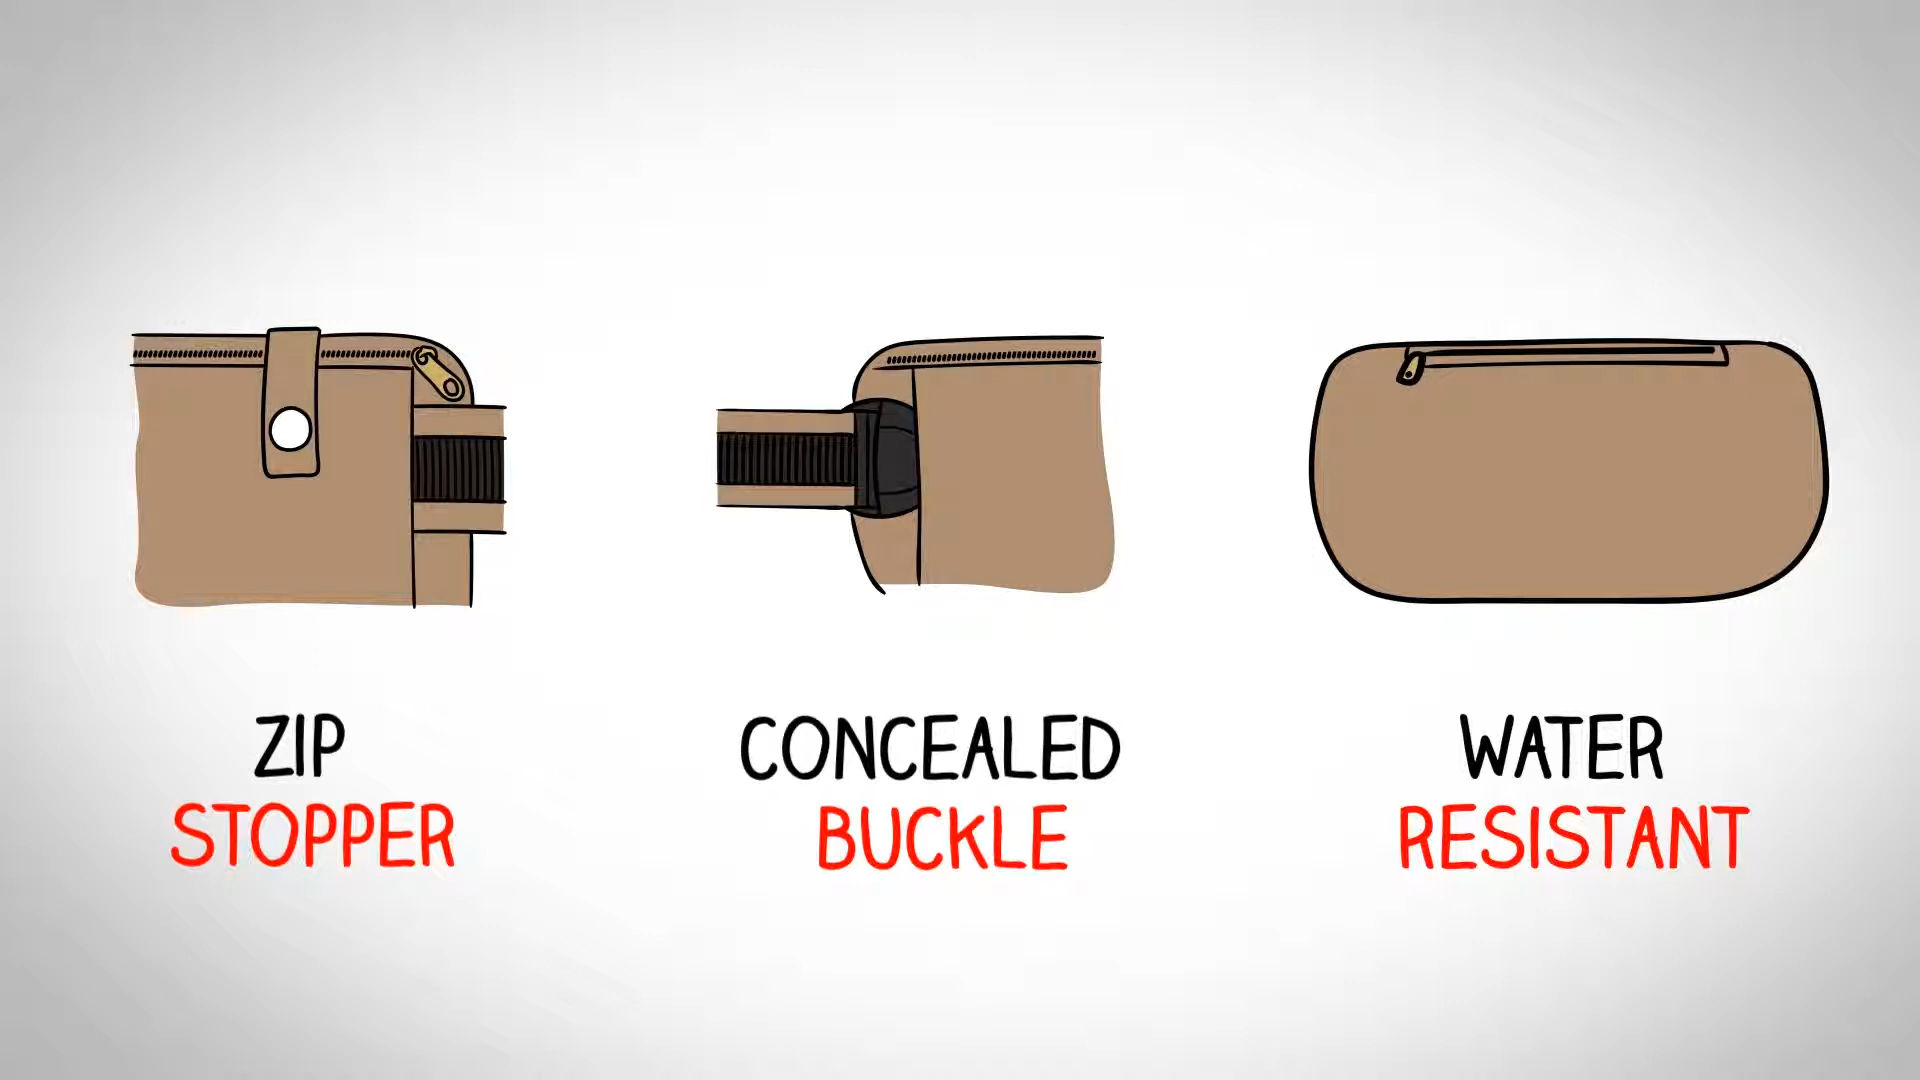 ZIP
STOPPER
CONCEALED
BUCKLE
WATER
RESISTANT